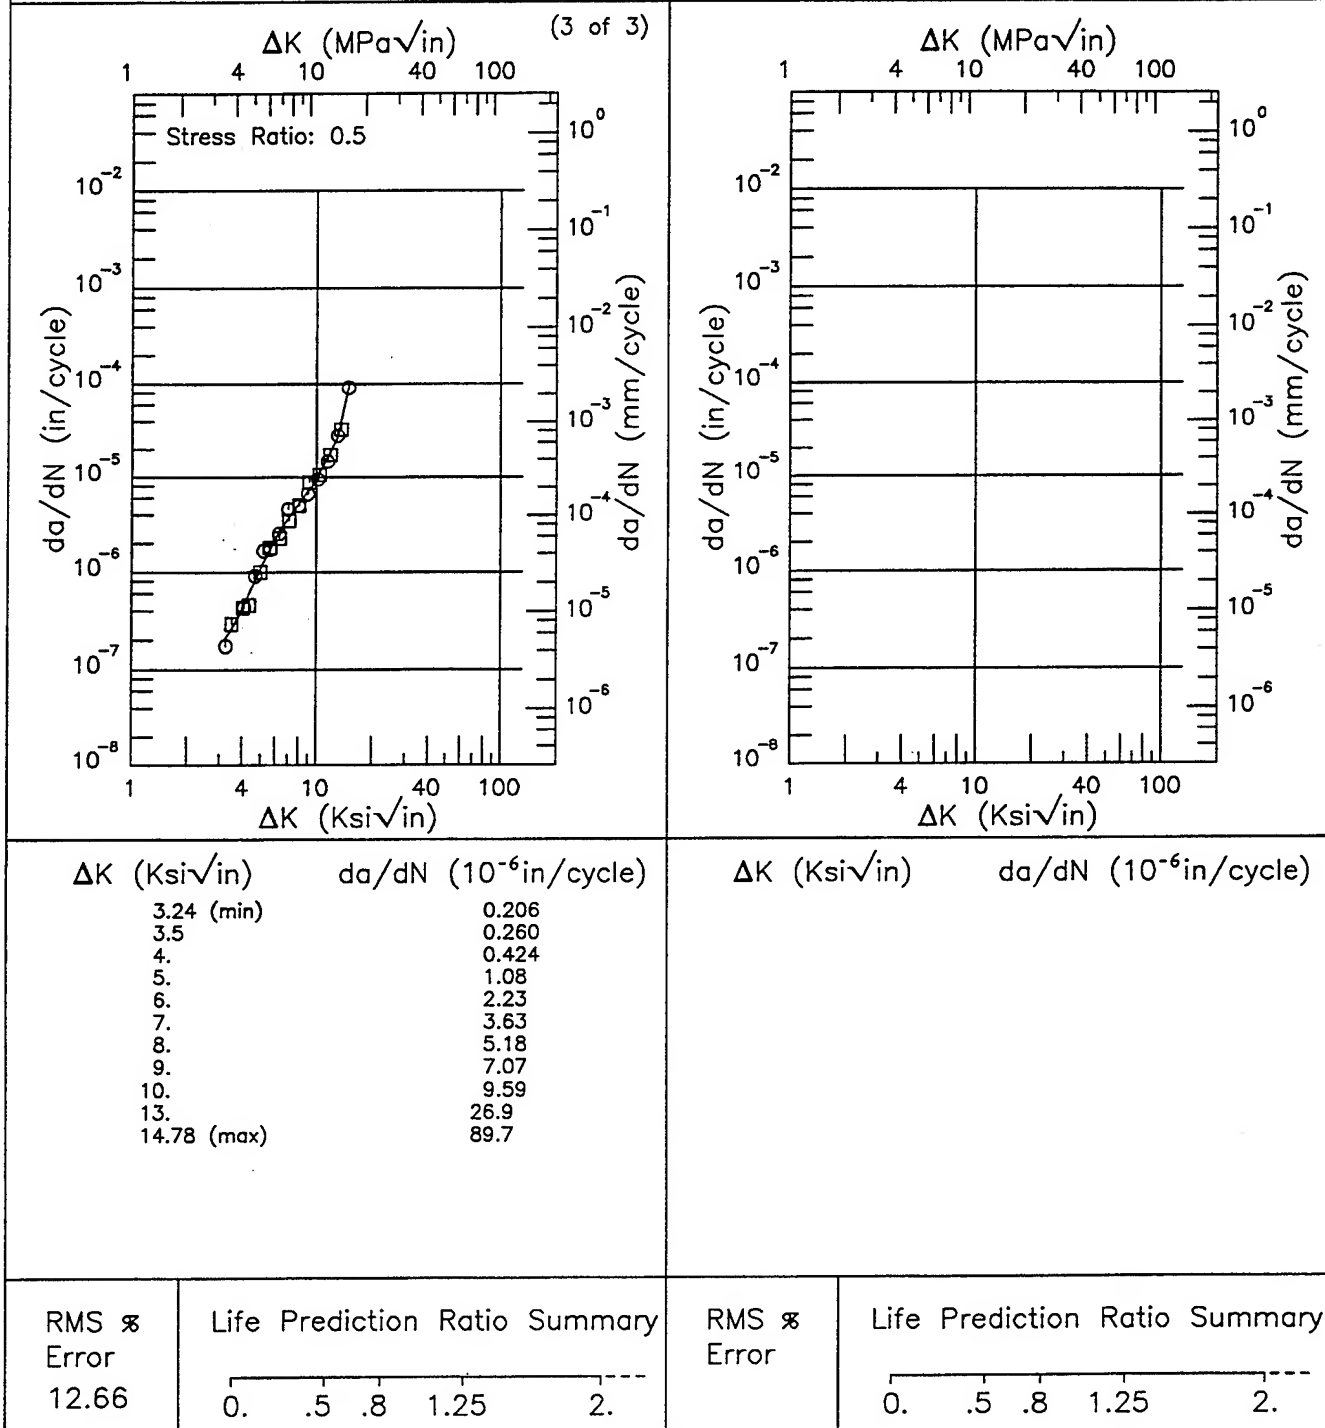 (3 of 3)
ΔK (MPa√in)
1 4 10 40 100
Stress Ratio: 0.5
10⁰
10⁻²
10⁻¹
10⁻³
10⁻²
10⁻⁴
10⁻³
10⁻⁵
10⁻⁴
10⁻⁶
10⁻⁵
10⁻⁷
10⁻⁶
10⁻⁸
da/dN (in/cycle)
da/dN (mm/cycle)
1 4 10 40 100
ΔK (Ksi√in)
ΔK (MPa√in)
1 4 10 40 100
10⁰
10⁻²
10⁻¹
10⁻³
10⁻²
10⁻⁴
10⁻³
10⁻⁵
10⁻⁴
10⁻⁶
10⁻⁵
10⁻⁷
10⁻⁶
10⁻⁸
da/dN (in/cycle)
da/dN (mm/cycle)
1 4 10 40 100
ΔK (Ksi√in)
ΔK (Ksi√in) da/dN (10⁻⁶in/cycle)
3.24 (min) 0.206
3.5 0.260
4. 0.424
5. 1.08
6. 2.23
7. 3.63
8. 5.18
9. 7.07
10. 9.59
13. 26.9
14.78 (max) 89.7
ΔK (Ksi√in) da/dN (10⁻⁶in/cycle)
RMS %
Error
12.66
Life Prediction Ratio Summary
0. .5 .8 1.25 2.
RMS %
Error
Life Prediction Ratio Summary
0. .5 .8 1.25 2.